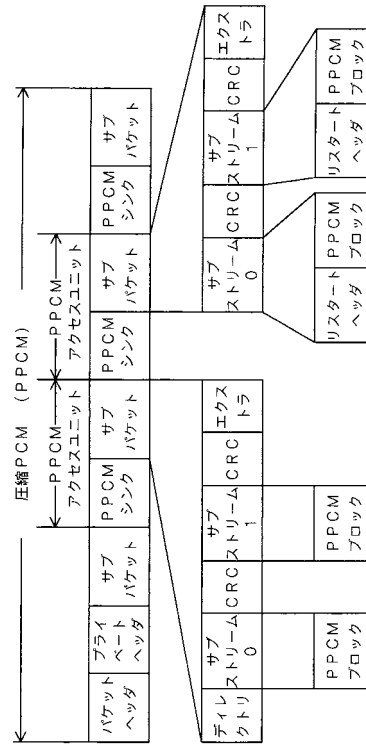 圧縮PCM (PPCM)
PPCM
アクセスユニット
PPCM
アクセスユニット
パケット
ヘッダ
プライ
ベート
ヘッダ
サブ
パケット
PPCM
シンク
サブ
パケット
PPCM
シンク
サブ
パケット
PPCM
シンク
サブ
パケット
ディレ
クトリ
サブ
ストリーム
0
CRC
サブ
ストリーム
1
CRC
エクス
トラ
サブ
ストリーム
0
CRC
サブ
ストリーム
1
CRC
エクス
トラ
PPCM
ブロック
PPCM
ブロック
リスタート
ヘッダ
PPCM
ブロック
リスタート
ヘッダ
PPCM
ブロック